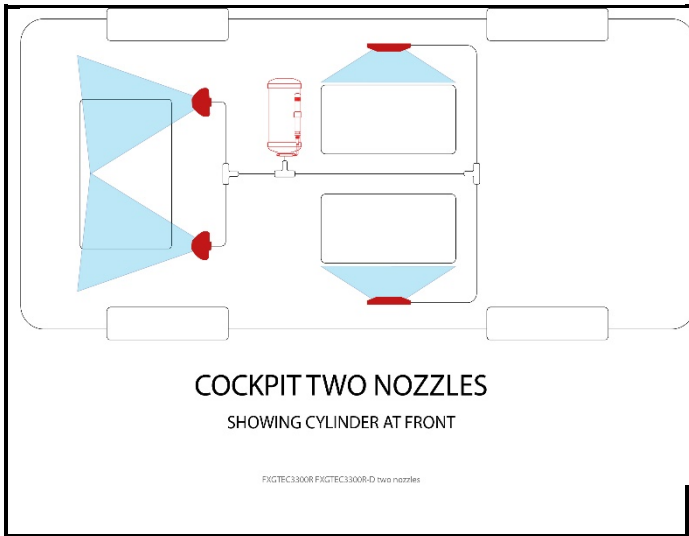 COCKPIT TWO NOZZLES
SHOWING CYLINDER AT FRONT
FXGTEC3300R FXGTEC3300R-D two nozzles